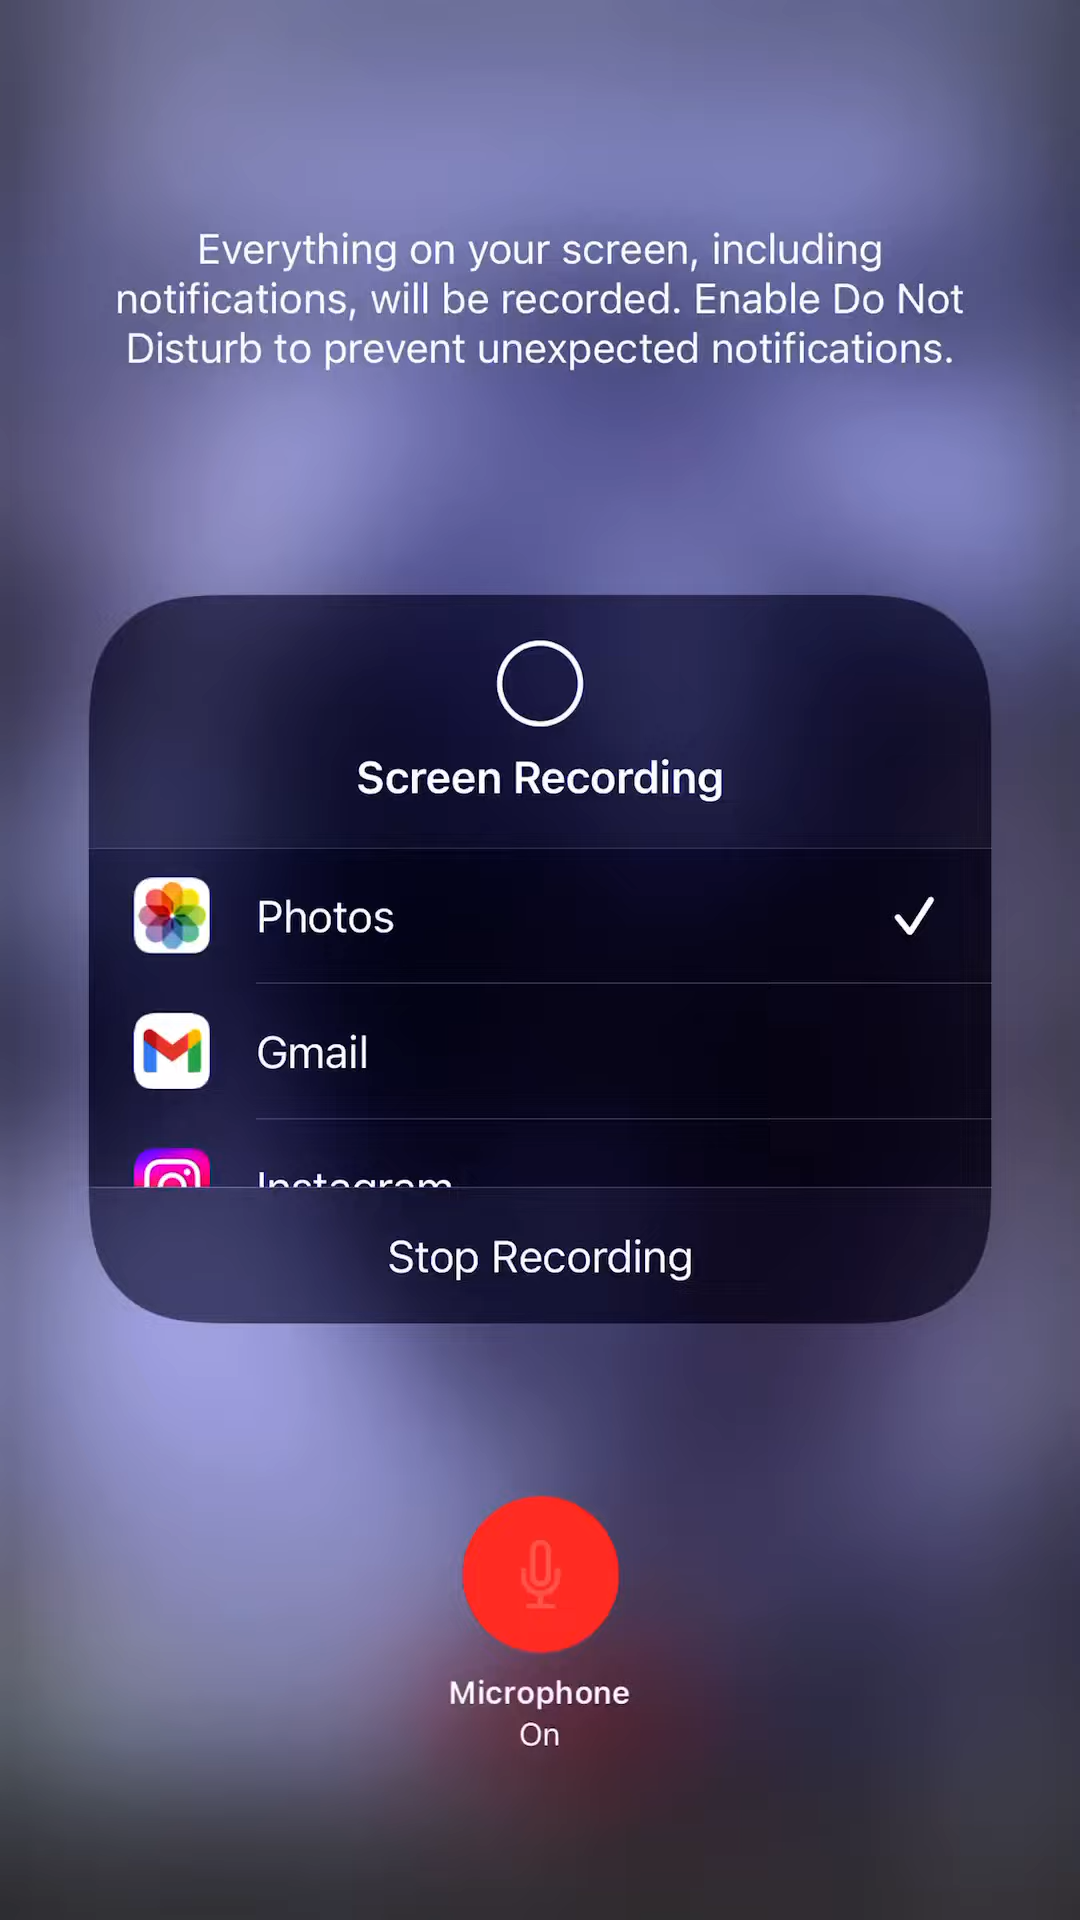 Everything on your screen, including
notifications, will be recorded. Enable Do Not
Disturb to prevent unexpected notifications.
Screen Recording
Photos
Gmail
Instagram
Stop Recording
Microphone
On